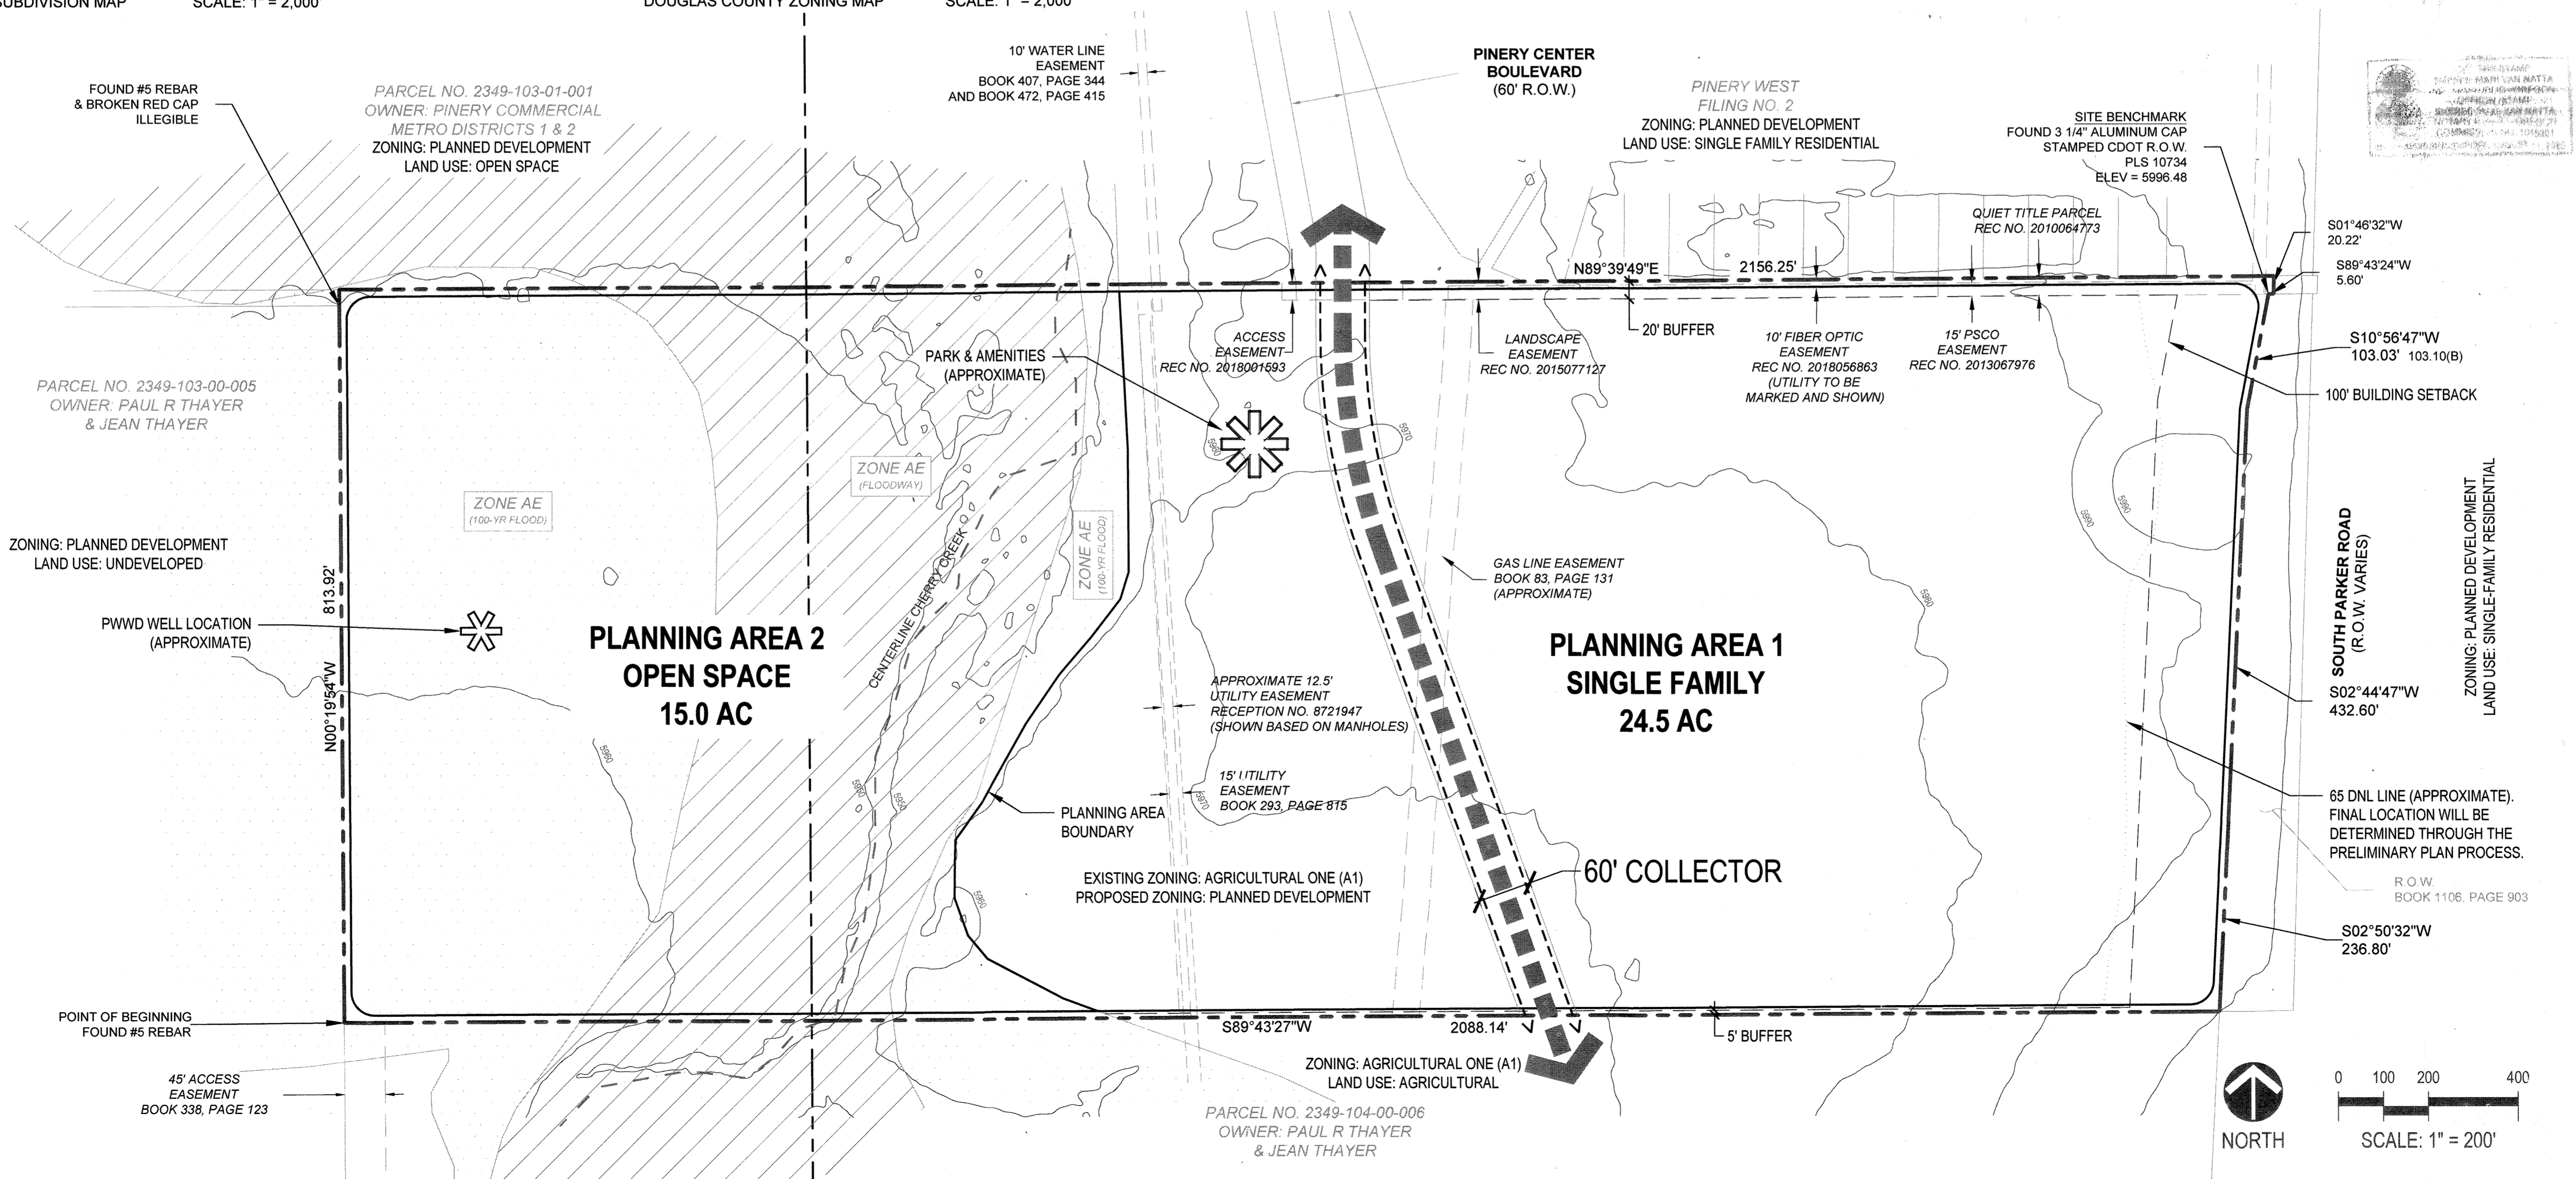 SUBDIVISION MAP
SCALE: 1" = 2,000'
DOUGLAS COUNTY ZONING MAP
SCALE: 1" = 2,000'
FOUND #5 REBAR
& BROKEN RED CAP
ILLEGIBLE
PARCEL NO. 2349-103-01-001
OWNER: PINERY COMMERCIAL
METRO DISTRICTS 1 & 2
ZONING: PLANNED DEVELOPMENT
LAND USE: OPEN SPACE
10' WATER LINE
EASEMENT
BOOK 407, PAGE 344
AND BOOK 472, PAGE 415
PINERY CENTER
BOULEVARD
(60' R.O.W.)
PINERY WEST
FILING NO. 2
ZONING: PLANNED DEVELOPMENT
LAND USE: SINGLE FAMILY RESIDENTIAL
SITE BENCHMARK
FOUND 3 1/4" ALUMINUM CAP
STAMPED CDOT R.O.W.
PLS 10734
ELEV = 5996.48
QUIET TITLE PARCEL
REC NO. 2010064773
S01°46'32"W
20.22'
S89°43'24"W
5.60'
N89°39'49"E
2156.25'
S10°56'47"W
103.03' 103.10(B)
100' BUILDING SETBACK
PARCEL NO. 2349-103-00-005
OWNER: PAUL R THAYER
& JEAN THAYER
PARK & AMENITIES
(APPROXIMATE)
ACCESS
EASEMENT
REC NO. 2018001593
LANDSCAPE
EASEMENT
REC NO. 2015077127
20' BUFFER
10' FIBER OPTIC
EASEMENT
REC NO. 2018056863
(UTILITY TO BE
MARKED AND SHOWN)
15' PSCO
EASEMENT
REC NO. 2013067976
5960
5970
ZONE AE
(FLOODWAY)
ZONE AE
(100-YR FLOOD)
ZONE AE
(100-YR FLOOD)
5990
5990
ZONING: PLANNED DEVELOPMENT
LAND USE: UNDEVELOPED
813.92'
N00°19'54"W
PWWD WELL LOCATION
(APPROXIMATE)
CENTERLINE CHERRY CREEK
GAS LINE EASEMENT
BOOK 83, PAGE 131
(APPROXIMATE)
5980
SOUTH PARKER ROAD
(R.O.W. VARIES)
ZONING: PLANNED DEVELOPMENT
LAND USE: SINGLE-FAMILY RESIDENTIAL
PLANNING AREA 2
OPEN SPACE
15.0 AC
PLANNING AREA 1
SINGLE FAMILY
24.5 AC
APPROXIMATE 12.5'
UTILITY EASEMENT
RECEPTION NO. 8721947
(SHOWN BASED ON MANHOLES)
S02°44'47"W
432.60'
5960
5950
5950
15' UTILITY
EASEMENT
BOOK 293, PAGE 815
5970
PLANNING AREA
BOUNDARY
65 DNL LINE (APPROXIMATE).
FINAL LOCATION WILL BE
DETERMINED THROUGH THE
PRELIMINARY PLAN PROCESS.
EXISTING ZONING: AGRICULTURAL ONE (A1)
PROPOSED ZONING: PLANNED DEVELOPMENT
60' COLLECTOR
5960
R.O.W.
BOOK 1106, PAGE 903
S02°50'32"W
236.80'
POINT OF BEGINNING
FOUND #5 REBAR
S89°43'27"W
2088.14'
5' BUFFER
ZONING: AGRICULTURAL ONE (A1)
LAND USE: AGRICULTURAL
45' ACCESS
EASEMENT
BOOK 338, PAGE 123
PARCEL NO. 2349-104-00-006
OWNER: PAUL R THAYER
& JEAN THAYER
0 100 200 400
NORTH
SCALE: 1" = 200'